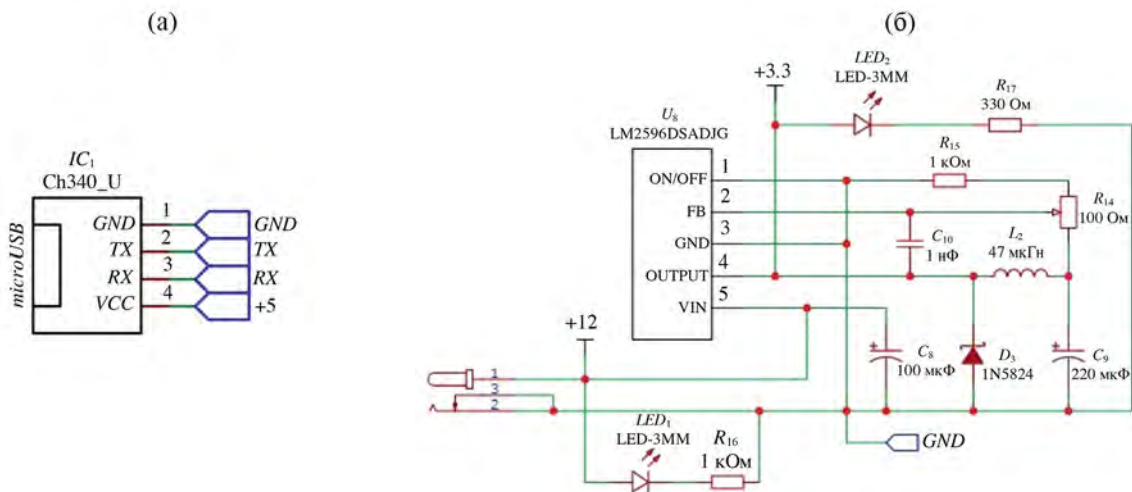 (а)
(б)
IC₁
Ch340_U
microUSB
GND
TX
RX
VCC
1
2
3
4
GND
TX
RX
+5
+3.3
LED₂
LED-3MM
R₁₇
330 Ом
U₈
LM2596DSADJG
ON/OFF
FB
GND
OUTPUT
VIN
1
2
3
4
5
R₁₅
1 кОм
R₁₄
100 Ом
C₁₀
1 нФ
L₂
47 мкГн
+12
C₈
100 мкФ
D₃
1N5824
C₉
220 мкФ
1
3
2
LED₁
LED-3MM
R₁₆
1 кОм
GND